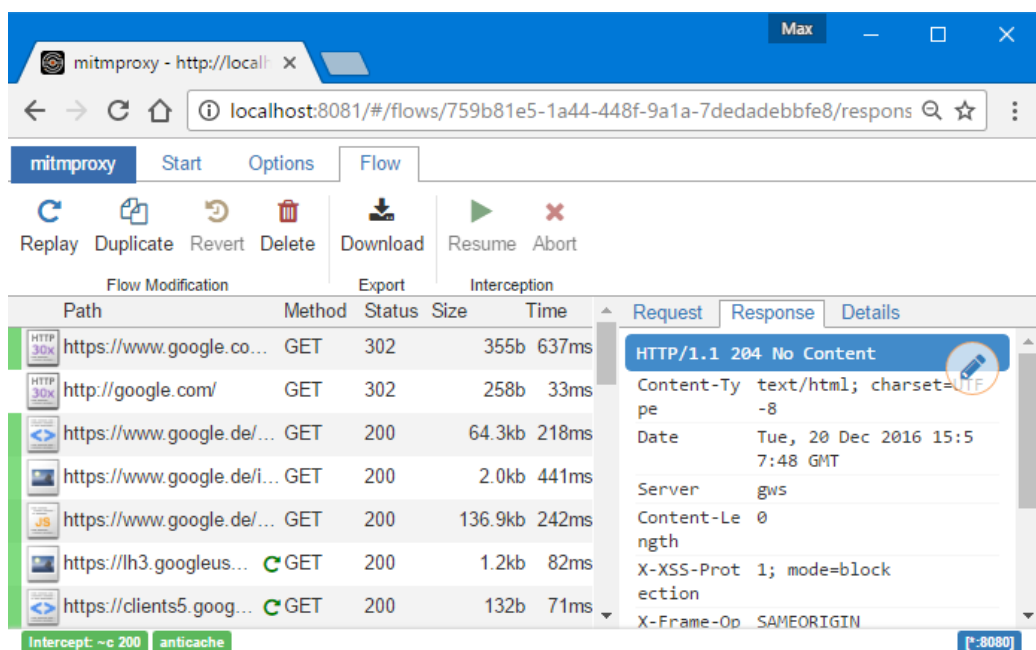 Max
mitmproxy - http://localh
localhost:8081/#/flows/759b81e5-1a44-448f-9a1a-7dedadebbfe8/respons
mitmproxy Start Options Flow
Replay Duplicate Revert Delete Download Resume Abort
Flow Modification Export Interception
Path Method Status Size Time
HTTP 30x https://www.google.co... GET 302 355b 637ms
HTTP 30x http://google.com/ GET 302 258b 33ms
https://www.google.de/... GET 200 64.3kb 218ms
https://www.google.de/i... GET 200 2.0kb 441ms
JS https://www.google.de/... GET 200 136.9kb 242ms
https://lh3.googleus... GET 200 1.2kb 82ms
https://clients5.goog... GET 200 132b 71ms
Request Response Details
HTTP/1.1 204 No Content
Content-Ty text/html; charset=UTF
pe -8
Date Tue, 20 Dec 2016 15:5
7:48 GMT
Server gws
Content-Le 0
ngth
X-XSS-Prot 1; mode=block
ection
X-Frame-Op SAMEORIGIN
Intercept: ~c 200 anticache [*:8080]